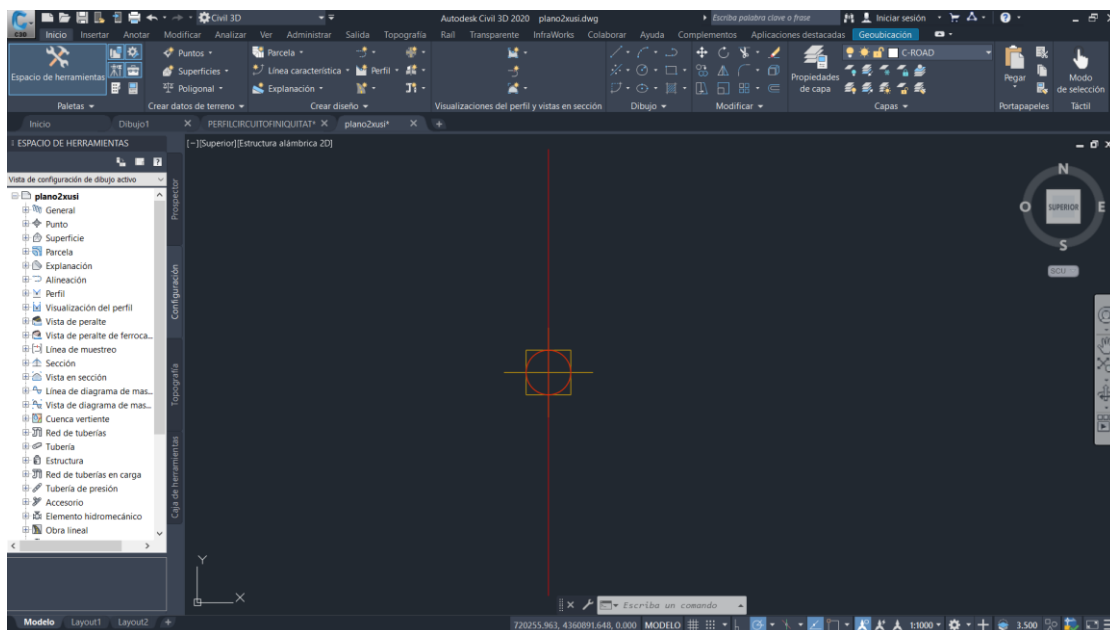 C3D
Civil 3D
Autodesk Civil 3D 2020 plano2xusi.dwg
Escriba palabra clave o frase
Iniciar sesión
Inicio Insertar Anotar Modificar Analizar Ver Administrar Salida Topografía Raíl Transparente InfraWorks Colaborar Ayuda Complementos Aplicaciones destacadas Geoubicación
Espacio de herramientas
Puntos
Superficies
Poligonal
Parcela
Línea característica
Perfil
Explanación
Propiedades de capa
C-ROAD
Pegar
Modo de selección
Paletas
Crear datos de terreno
Crear diseño
Visualizaciones del perfil y vistas en sección
Dibujo
Modificar
Capas
Portapapeles
Táctil
Inicio Dibujo1 PERFILCIRCUITOFINIQUITAT* plano2xusi*
ESPACIO DE HERRAMIENTAS
[−][Superior][Estructura alámbrica 2D]
Vista de configuración de dibujo activo
plano2xusi
General
Punto
Superficie
Parcela
Explanación
Alineación
Perfil
Visualización del perfil
Vista de peralte
Vista de peralte de ferroca...
Línea de muestreo
Sección
Vista en sección
Línea de diagrama de mas...
Vista de diagrama de mas...
Cuenca vertiente
Red de tuberías
Tubería
Estructura
Red de tuberías en carga
Tubería de presión
Accesorio
Elemento hidromecánico
Obra lineal
Prospector
Configuración
Topografía
Caja de herramientas
N
O SUPERIOR E
S
SCU
Y
X
Escriba un comando
Modelo Layout1 Layout2
720255.963, 4360891.648, 0.000 MODELO 1:1000 3.500